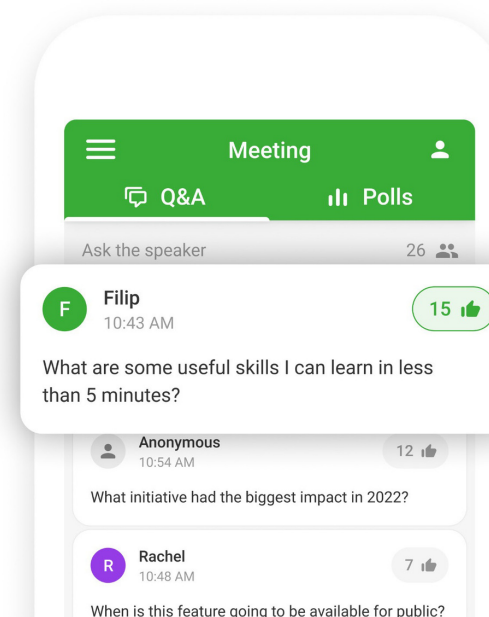 Meeting
Q&A
Polls
Ask the speaker
26
F
Filip
15
10:43 AM
What are some useful skills I can learn in less
than 5 minutes?
Anonymous
12
10:54 AM
What initiative had the biggest impact in 2022?
R
Rachel
7
10:48 AM
When is this feature going to be available for public?